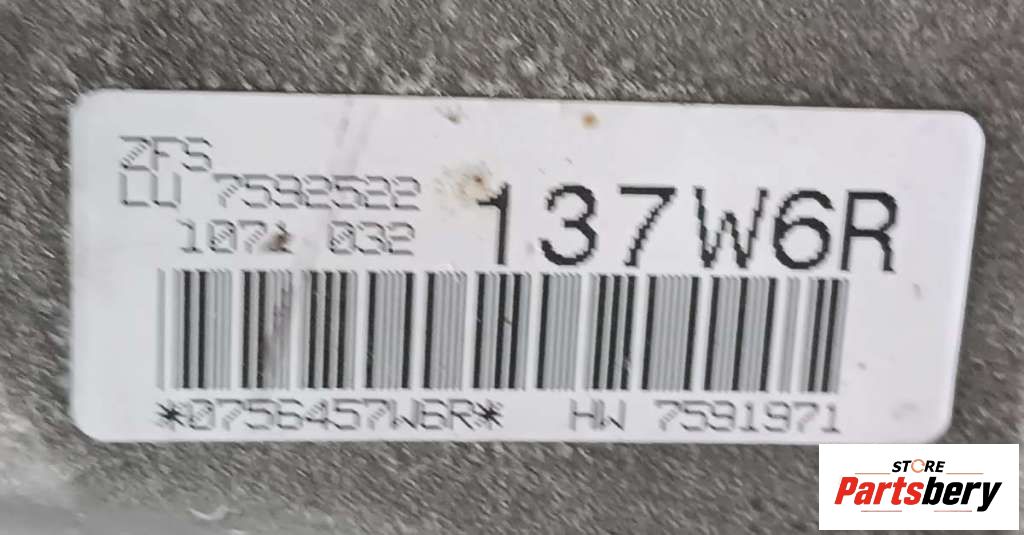 ZFS
LU 7592522
1071 032
137W6R
*0756457W6R* HW 7591971
STORE
Partsbery